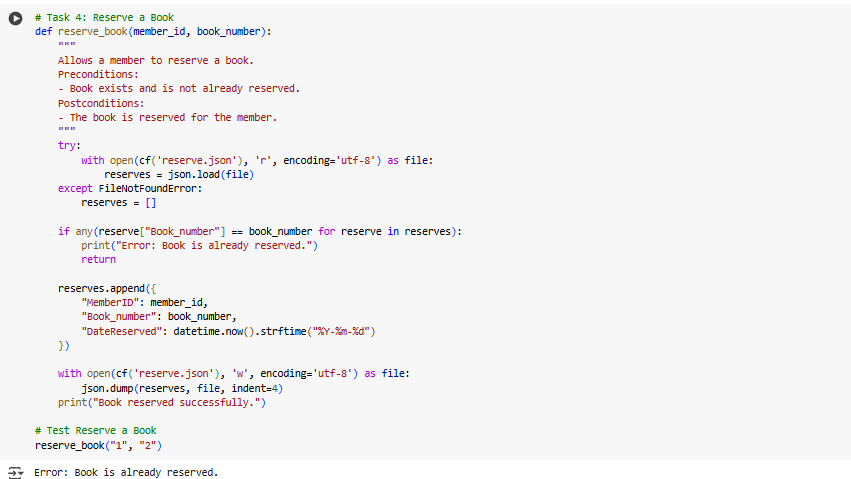 # Task 4: Reserve a Book
def reserve_book(member_id, book_number):
    """
    Allows a member to reserve a book.
    Preconditions:
    - Book exists and is not already reserved.
    Postconditions:
    - The book is reserved for the member.
    """
    try:
        with open(cf('reserve.json'), 'r', encoding='utf-8') as file:
            reserves = json.load(file)
    except FileNotFoundError:
        reserves = []

    if any(reserve["Book_number"] == book_number for reserve in reserves):
        print("Error: Book is already reserved.")
        return

    reserves.append({
        "MemberID": member_id,
        "Book_number": book_number,
        "DateReserved": datetime.now().strftime("%Y-%m-%d")
    })

    with open(cf('reserve.json'), 'w', encoding='utf-8') as file:
        json.dump(reserves, file, indent=4)
    print("Book reserved successfully.")

# Test Reserve a Book
reserve_book("1", "2")
Error: Book is already reserved.